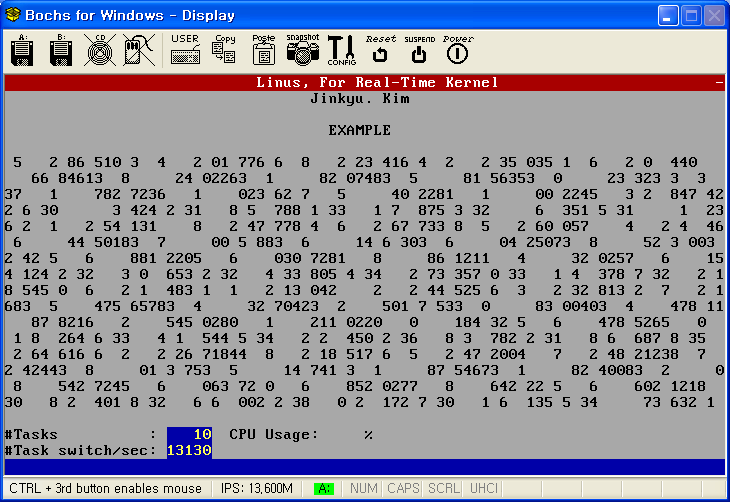 Bochs for Windows - Display
A: B: CD USER Copy Paste snapshot CONFIG Reset SUSPEND Power
Linus, For Real-Time Kernel -
Jinkyu. Kim
EXAMPLE
5 2 86 510 3 4 2 01 776 6 8 2 23 416 4 2 2 35 035 1 6 2 0 440
66 84613 8 24 02263 1 82 07483 5 81 56353 0 23 323 3 3
37 1 782 7236 1 023 62 7 5 40 2281 1 00 2245 3 2 847 42
2 6 30 3 424 2 31 8 5 788 1 33 1 7 875 3 32 6 351 5 31 1 23
6 2 1 2 54 131 8 2 47 778 4 6 2 67 733 8 5 2 60 057 4 2 4 46
6 44 50183 7 00 5 883 6 14 6 303 6 04 25073 8 52 3 003
2 42 5 6 881 2205 6 030 7281 8 86 1211 4 32 0257 6 15
4 124 2 32 3 0 653 2 32 4 33 805 4 34 2 73 357 0 33 1 4 378 7 32 2 1
8 545 0 6 2 1 483 1 1 2 13 042 2 2 44 525 6 3 2 32 813 2 7 2 1
683 5 475 65783 4 32 70423 2 501 7 533 0 83 00403 4 478 11
87 8216 2 545 0280 1 211 0220 0 184 32 5 6 478 5265 0
1 8 264 6 33 4 1 544 5 34 2 2 450 2 36 8 3 782 2 31 8 6 687 8 35
2 64 616 6 2 2 26 71844 8 2 18 517 6 5 2 47 2004 7 2 48 21238 7
2 42443 8 01 3 753 5 14 741 3 1 87 54673 1 82 40083 2 0
8 542 7245 6 063 72 0 6 852 0277 8 642 22 5 6 602 1218
30 8 2 401 8 32 6 6 002 2 38 0 2 172 7 30 1 6 135 5 34 73 632 1
#Tasks : 10 CPU Usage: %
#Task switch/sec: 13130
CTRL + 3rd button enables mouse IPS: 13,600M A: NUM CAPS SCRL UHCI